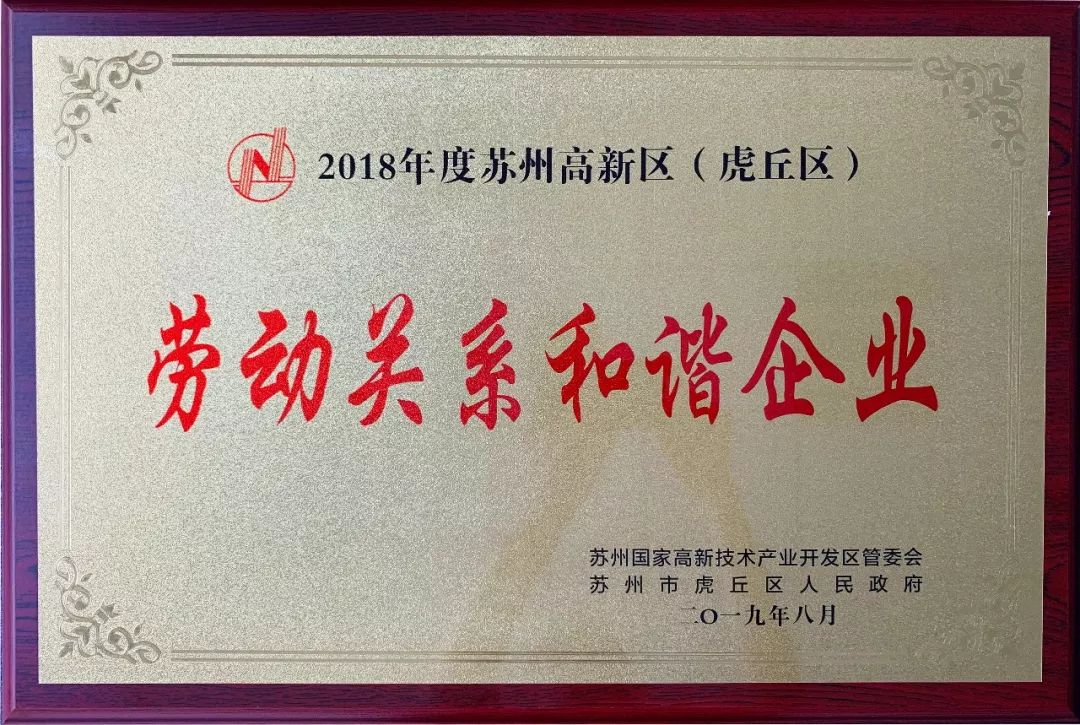 2018年度苏州高新区（虎丘区）
劳动关系和谐企业
苏州国家高新技术产业开发区管委会
苏州市虎丘区人民政府
二〇一九年八月